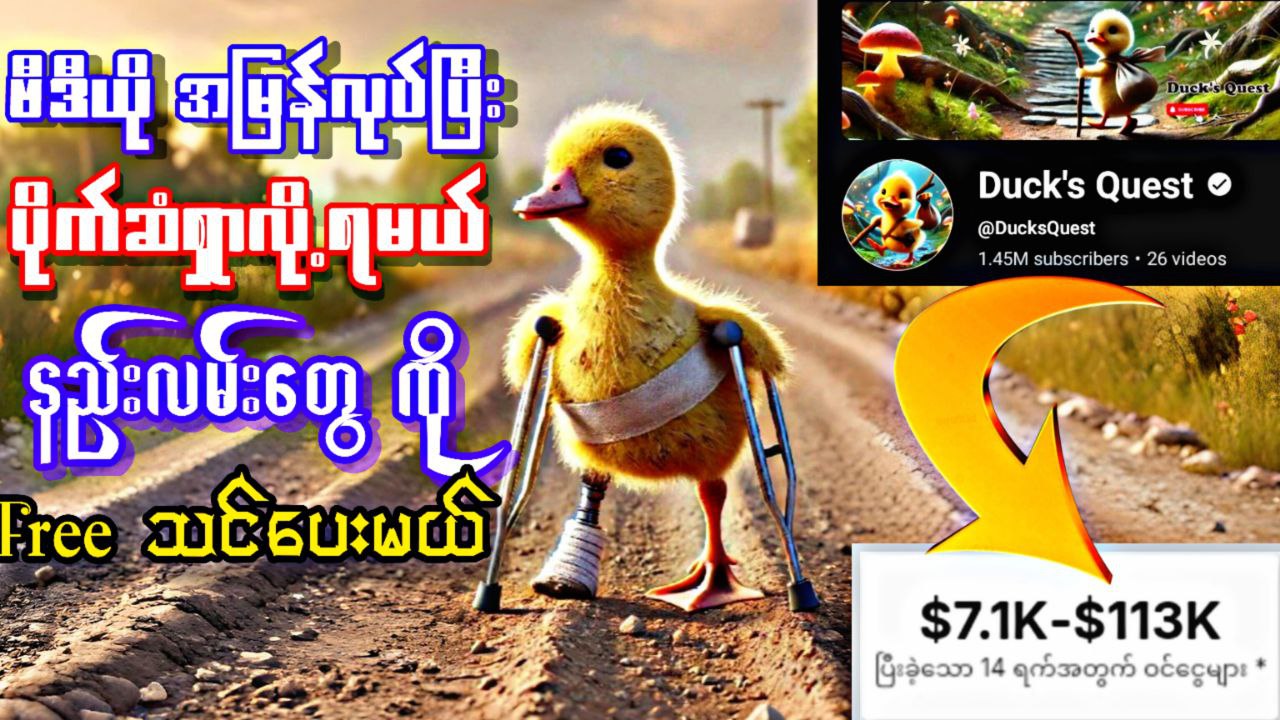 ဗီဒီယို အမြန်လုပ်ပြီး
ပိုက်ဆံရှာလို့ရမယ်
နည်းလမ်းတွေ ကို
Free သင်ပေးမယ်
Duck's Quest
SUBSCRIBE
Duck's Quest
@DucksQuest
1.45M subscribers • 26 videos
$7.1K-$113K
ပြီးခဲ့သော 14 ရက်အတွက် ဝင်ငွေများ *